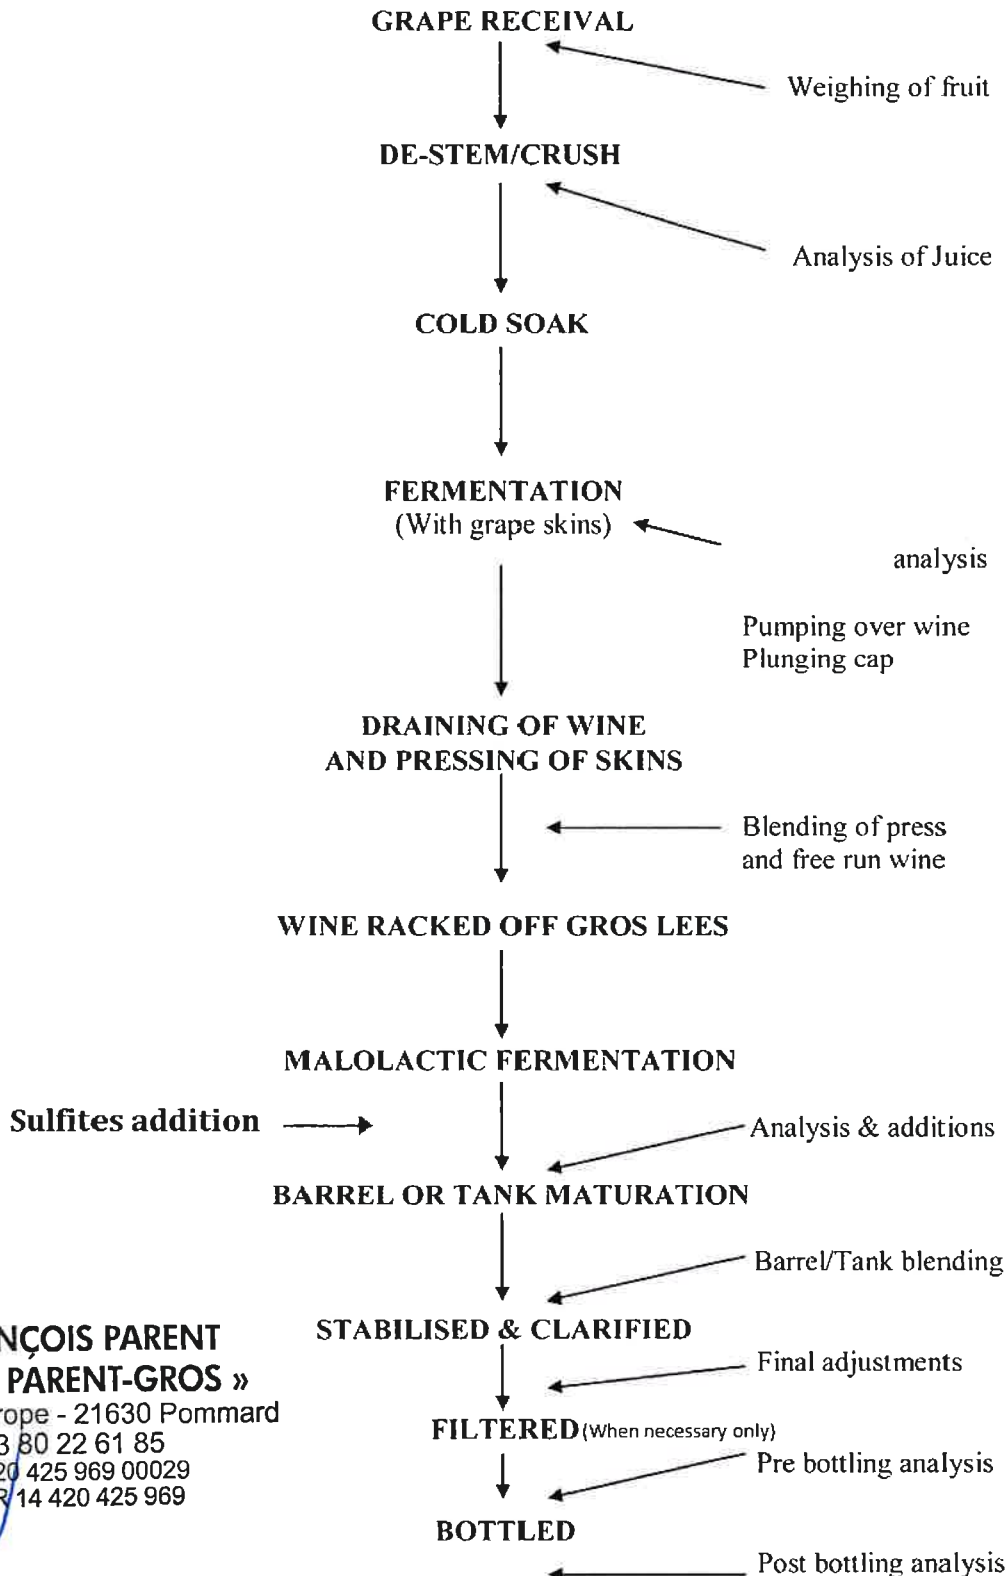 GRAPE RECEIVAL
Weighing of fruit
DE-STEM/CRUSH
Analysis of Juice
COLD SOAK
FERMENTATION
(With grape skins)
analysis
Pumping over wine
Plunging cap
DRAINING OF WINE
AND PRESSING OF SKINS
Blending of press
and free run wine
WINE RACKED OFF GROS LEES
MALOLACTIC FERMENTATION
Sulfites addition
Analysis & additions
BARREL OR TANK MATURATION
Barrel/Tank blending
STABILISED & CLARIFIED
Final adjustments
FILTERED (When necessary only)
Pre bottling analysis
BOTTLED
Post bottling analysis
NÇOIS PARENT
PARENT-GROS »
rope - 21630 Pommard
3 80 22 61 85
20 425 969 00029
R 14 420 425 969